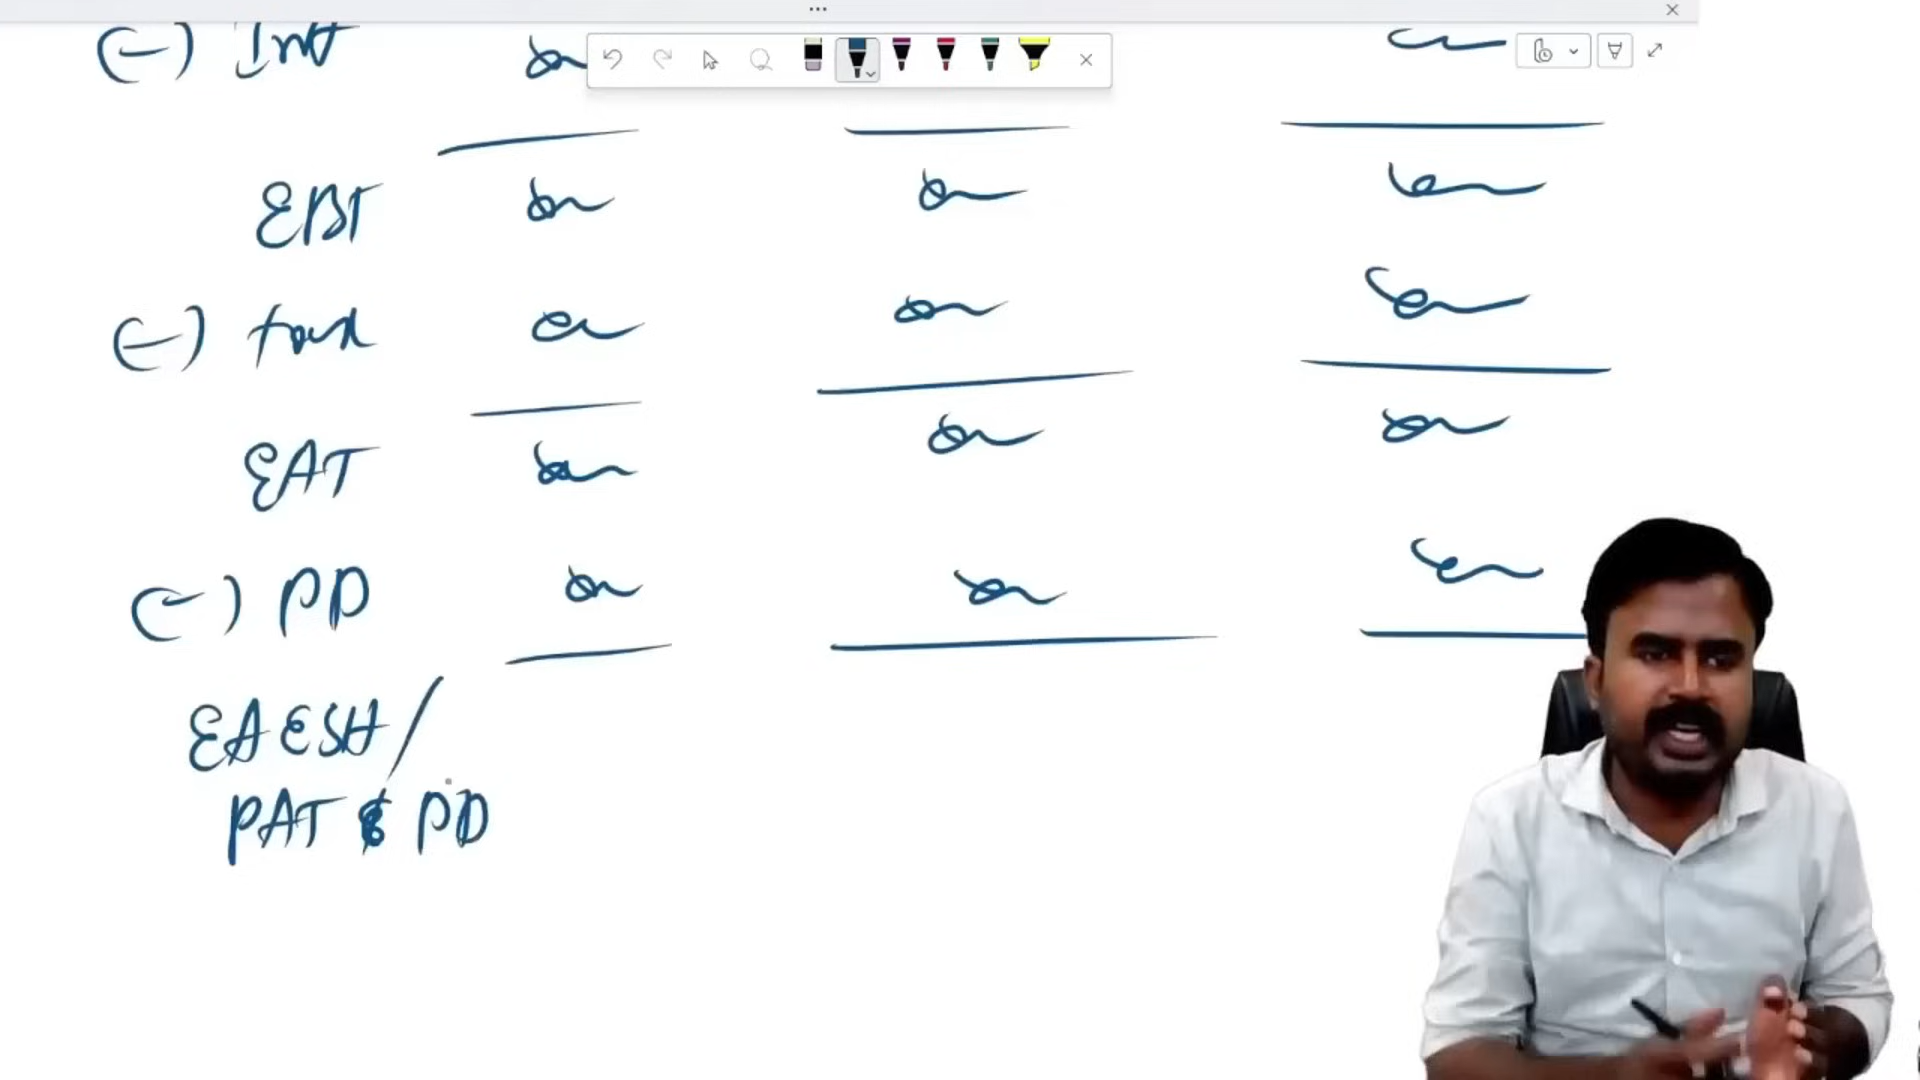 (-) Int
EBT
(-) tax
EAT
(-) PD
EAESH/
PAT & PD